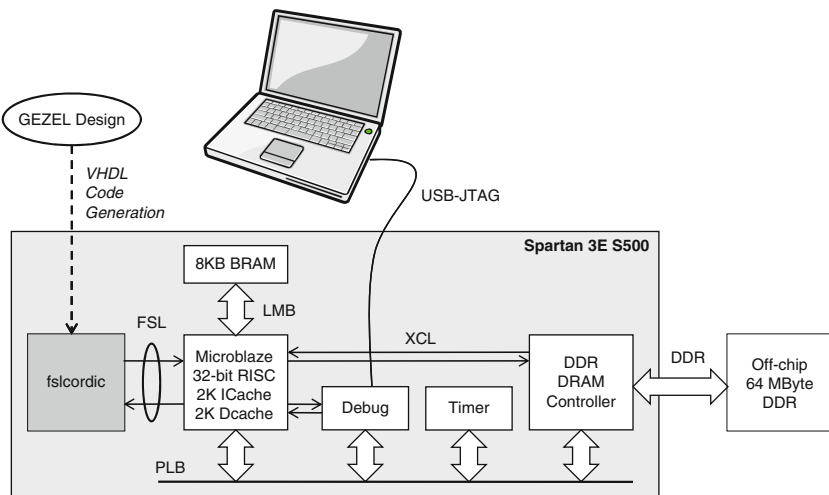 GEZEL Design
VHDL
Code
Generation
USB-JTAG
Spartan 3E S500
8KB BRAM
LMB
FSL
XCL
fslcordic
Microblaze
32-bit RISC
2K ICache
2K Dcache
Debug
Timer
DDR
DRAM
Controller
DDR
Off-chip
64 MByte
DDR
PLB